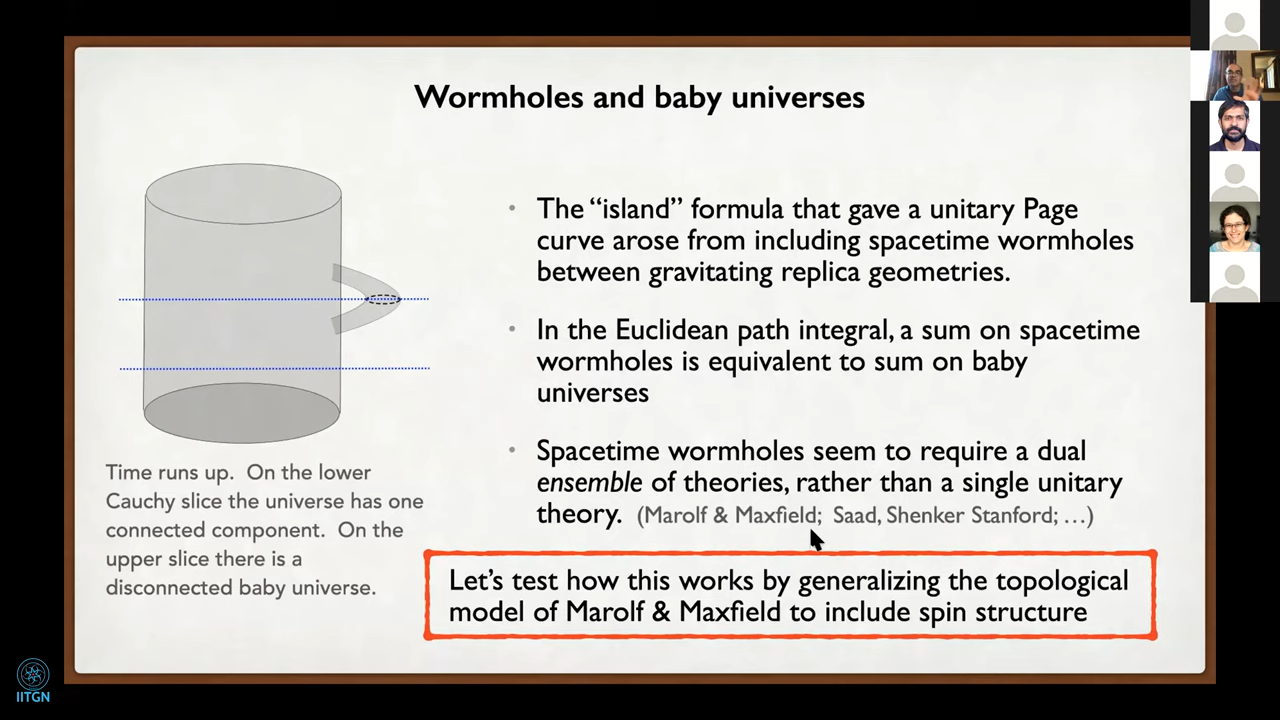 Wormholes and baby universes
• The “island” formula that gave a unitary Page
curve arose from including spacetime wormholes
between gravitating replica geometries.
• In the Euclidean path integral, a sum on spacetime
wormholes is equivalent to sum on baby
universes
• Spacetime wormholes seem to require a dual
ensemble of theories, rather than a single unitary
theory. (Marolf & Maxfield; Saad, Shenker Stanford; …)
Time runs up. On the lower
Cauchy slice the universe has one
connected component. On the
upper slice there is a
disconnected baby universe.
Let’s test how this works by generalizing the topological
model of Marolf & Maxfield to include spin structure
IITGN